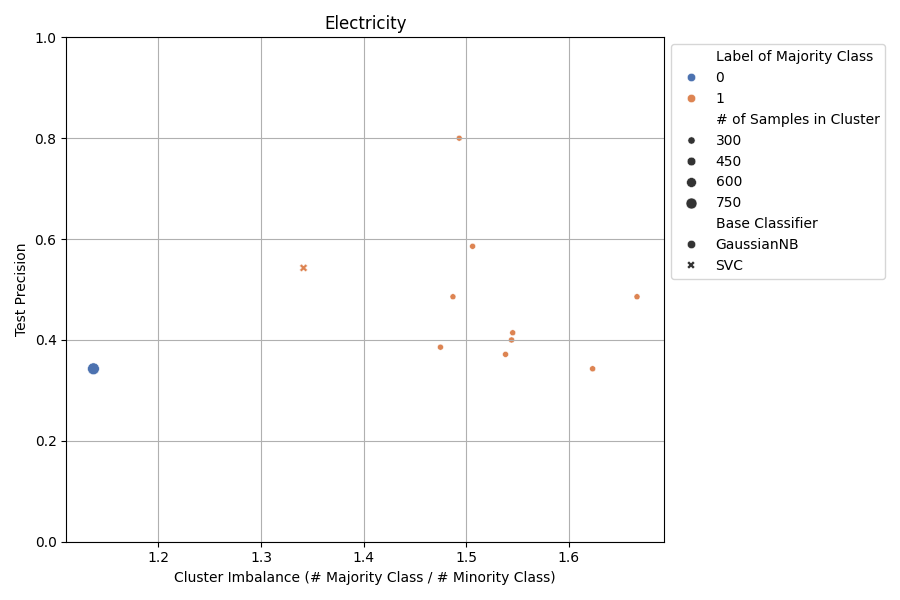 Electricity
1.0
0.8
0.6
0.4
0.2
0.0
Test Precision
1.2 1.3 1.4 1.5 1.6
Cluster Imbalance (# Majority Class / # Minority Class)
Label of Majority Class
0
1
# of Samples in Cluster
300
450
600
750
Base Classifier
GaussianNB
SVC